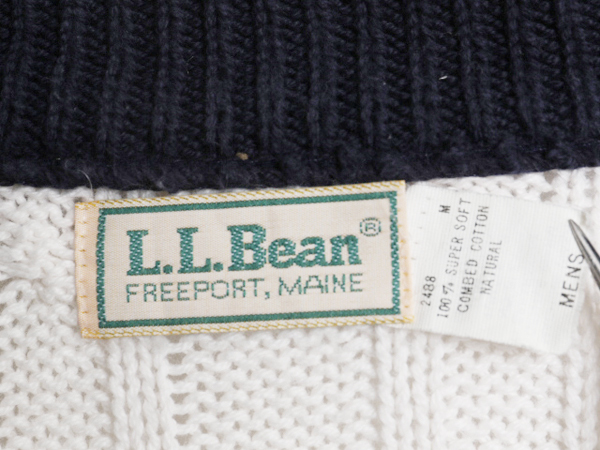 L.L.Bean®
FREEPORT, MAINE
M
2488
100% SUPER SOFT
COMBED COTTON
NATURAL
MENS